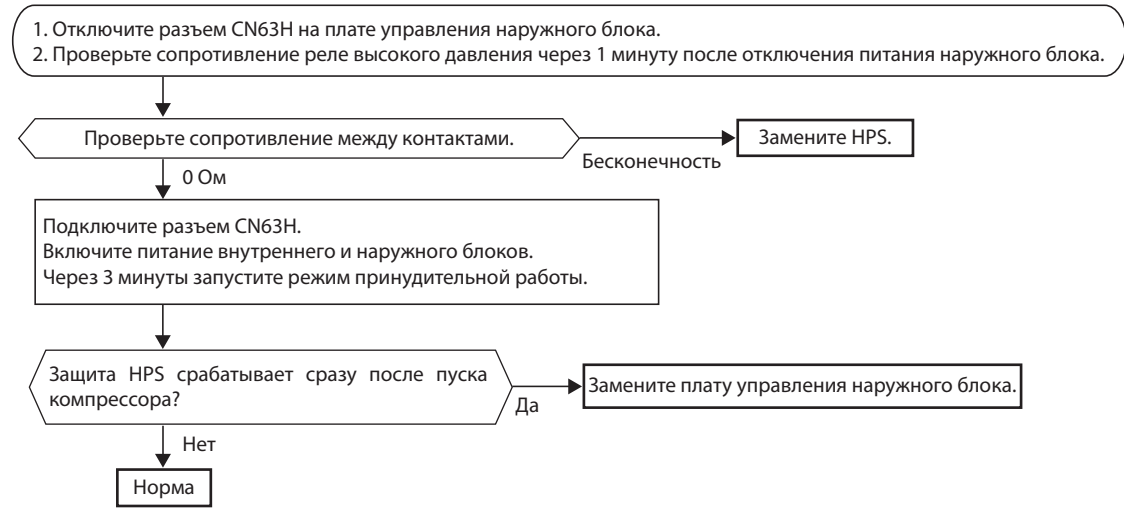 1. Отключите разъем CN63H на плате управления наружного блока.
2. Проверьте сопротивление реле высокого давления через 1 минуту после отключения питания наружного блока.
Проверьте сопротивление между контактами.
Замените HPS.
Бесконечность
0 Ом
Подключите разъем CN63H.
Включите питание внутреннего и наружного блоков.
Через 3 минуты запустите режим принудительной работы.
Защита HPS срабатывает сразу после пуска
компрессора?
Замените плату управления наружного блока.
Да
Нет
Норма